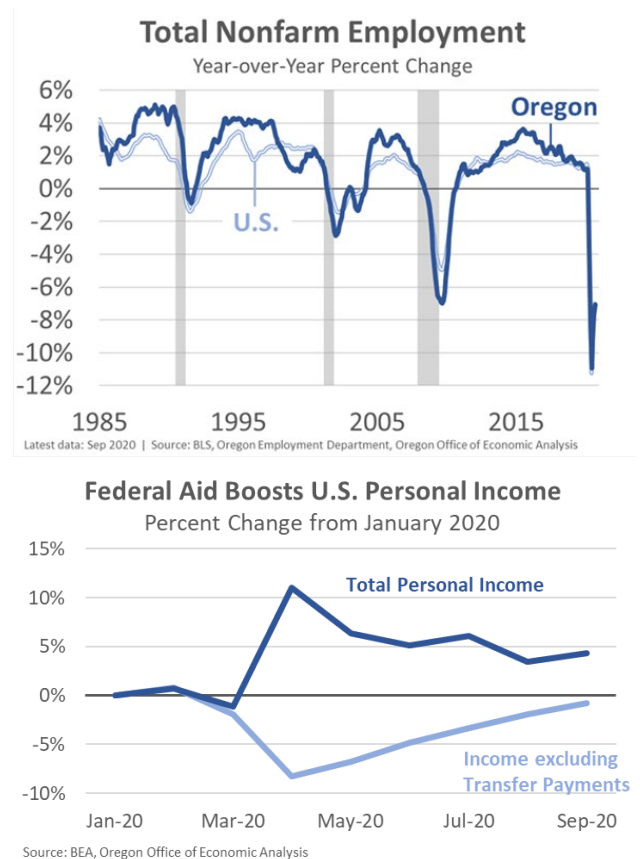 Total Nonfarm Employment
Year-over-Year Percent Change
6%
4%
2%
0%
-2%
-4%
-6%
-8%
-10%
-12%
Oregon
U.S.
1985 1995 2005 2015
Latest data: Sep 2020 | Source: BLS, Oregon Employment Department, Oregon Office of Economic Analysis
Federal Aid Boosts U.S. Personal Income
Percent Change from January 2020
15%
10%
5%
0%
-5%
-10%
Total Personal Income
Income excluding
Transfer Payments
Jan-20 Mar-20 May-20 Jul-20 Sep-20
Source: BEA, Oregon Office of Economic Analysis